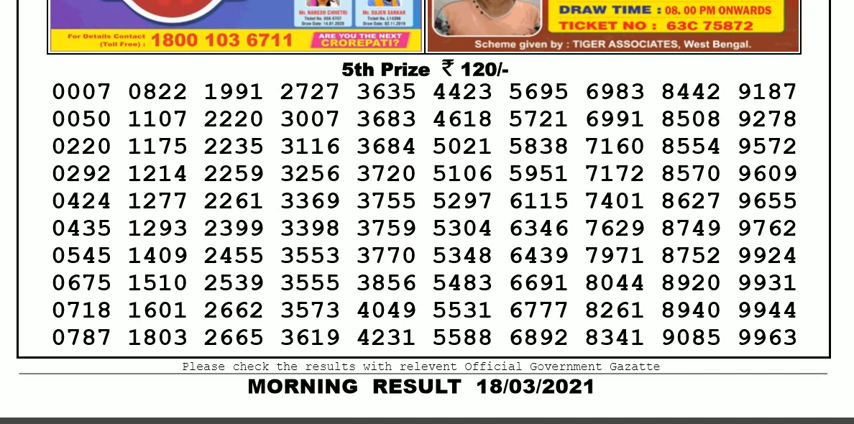 Mr. NARESH CHHETRI
Mr. SAJEN SARKAR
DRAW TIME : 08. 00 PM ONWARDS
TICKET NO : 63C 75872
For Details Contact
(Toll Free) : 1800 103 6711
ARE YOU THE NEXT
CROREPATI?
Scheme given by : TIGER ASSOCIATES, West Bengal.
5th Prize ₹ 120/-
0007 0822 1991 2727 3635 4423 5695 6983 8442 9187
0050 1107 2220 3007 3683 4618 5721 6991 8508 9278
0220 1175 2235 3116 3684 5021 5838 7160 8554 9572
0292 1214 2259 3256 3720 5106 5951 7172 8570 9609
0424 1277 2261 3369 3755 5297 6115 7401 8627 9655
0435 1293 2399 3398 3759 5304 6346 7629 8749 9762
0545 1409 2455 3553 3770 5348 6439 7971 8752 9924
0675 1510 2539 3555 3856 5483 6691 8044 8920 9931
0718 1601 2662 3573 4049 5531 6777 8261 8940 9944
0787 1803 2665 3619 4231 5588 6892 8341 9085 9963
Please check the results with relevent Official Government Gazatte
MORNING RESULT 18/03/2021